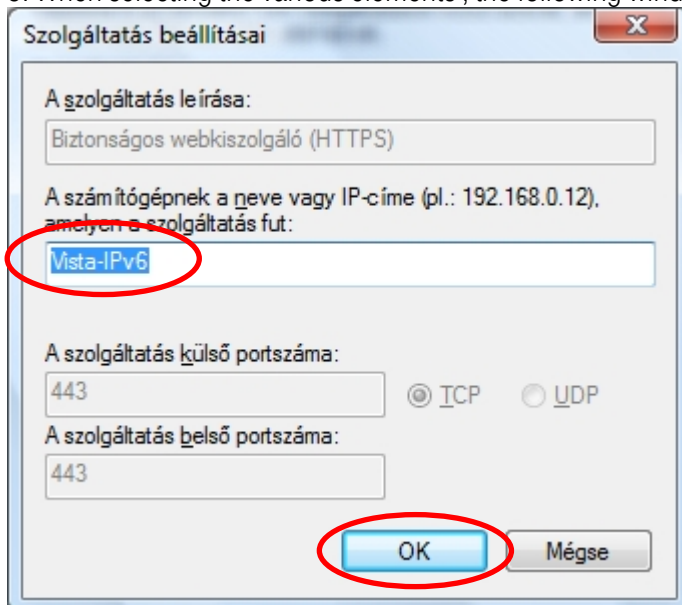 Szolgáltatás beállításai
A szolgáltatás leírása:
Biztonságos webkiszolgáló (HTTPS)
A számítógépnek a neve vagy IP-címe (pl.: 192.168.0.12),
amelyen a szolgáltatás fut:
Vista-IPv6
A szolgáltatás külső portszáma:
443 TCP UDP
A szolgáltatás belső portszáma:
443
OK Mégse